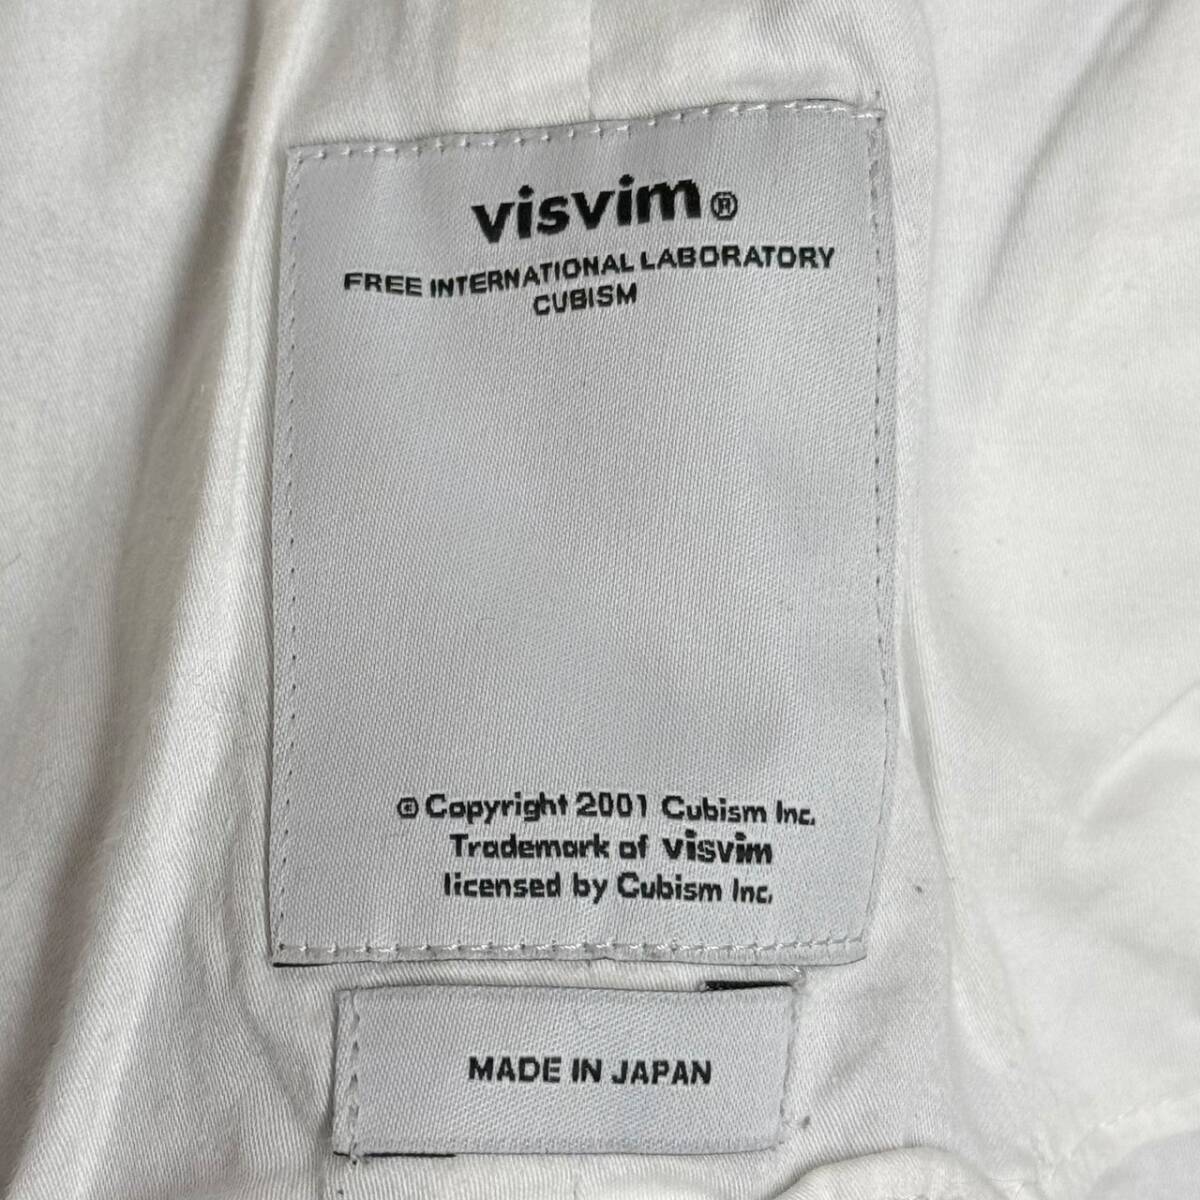 visvim®
FREE INTERNATIONAL LABORATORY
CUBISM
© Copyright 2001 Cubism Inc.
Trademark of visvim
licensed by Cubism Inc.
MADE IN JAPAN